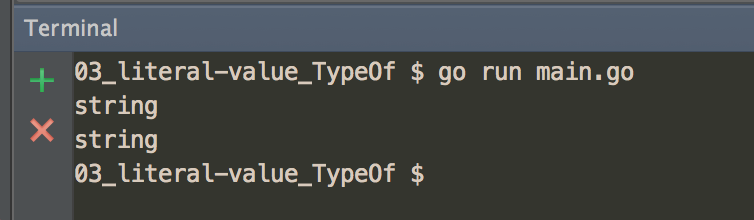 Terminal
03_literal-value_TypeOf $ go run main.go
string
string
03_literal-value_TypeOf $